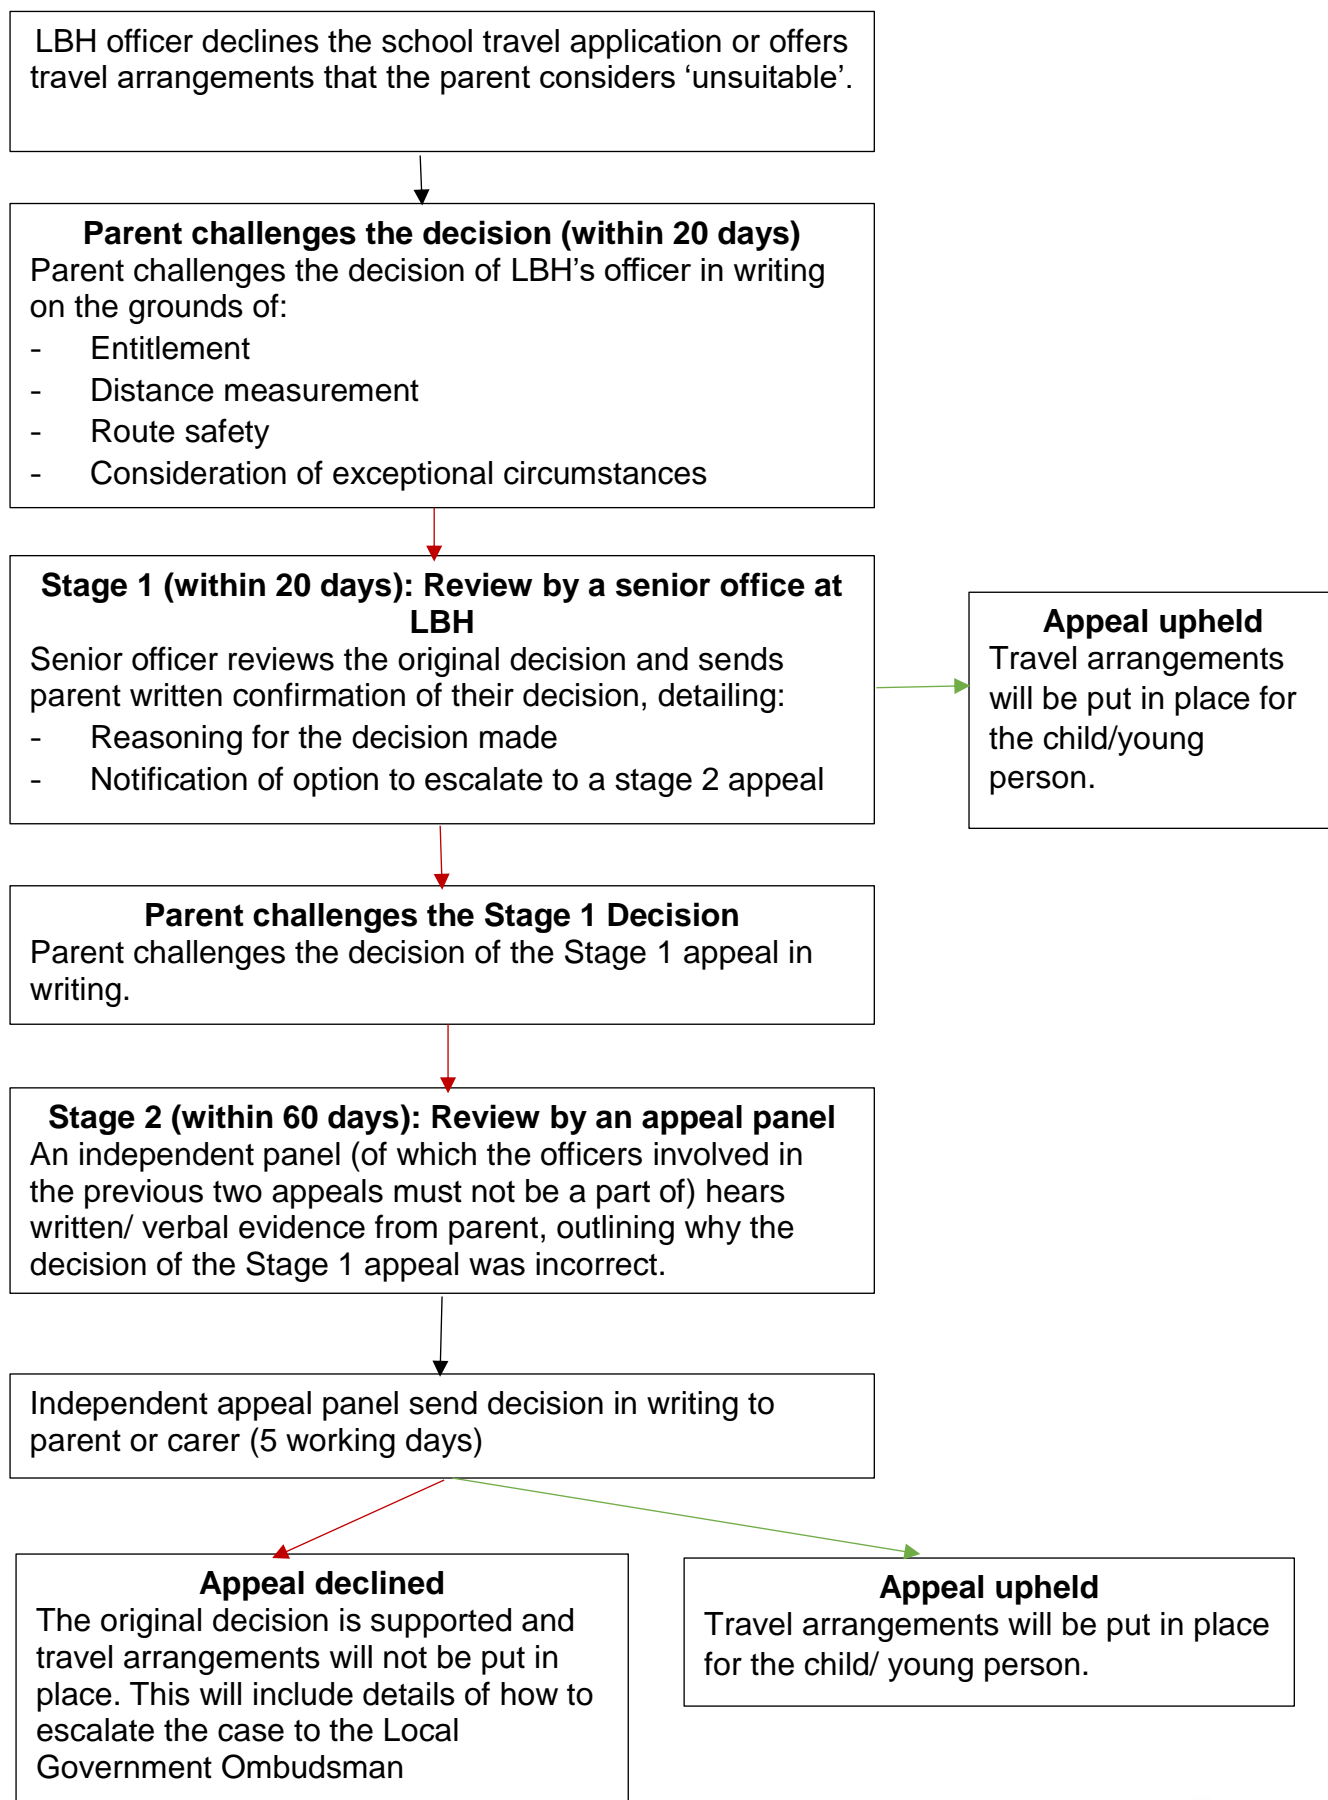 LBH officer declines the school travel application or offers
travel arrangements that the parent considers ‘unsuitable’.
Parent challenges the decision (within 20 days)
Parent challenges the decision of LBH’s officer in writing
on the grounds of:
- Entitlement
- Distance measurement
- Route safety
- Consideration of exceptional circumstances
Stage 1 (within 20 days): Review by a senior office at
LBH
Senior officer reviews the original decision and sends
parent written confirmation of their decision, detailing:
- Reasoning for the decision made
- Notification of option to escalate to a stage 2 appeal
Appeal upheld
Travel arrangements
will be put in place for
the child/young
person.
Parent challenges the Stage 1 Decision
Parent challenges the decision of the Stage 1 appeal in
writing.
Stage 2 (within 60 days): Review by an appeal panel
An independent panel (of which the officers involved in
the previous two appeals must not be a part of) hears
written/ verbal evidence from parent, outlining why the
decision of the Stage 1 appeal was incorrect.
Independent appeal panel send decision in writing to
parent or carer (5 working days)
Appeal declined
The original decision is supported and
travel arrangements will not be put in
place. This will include details of how to
escalate the case to the Local
Government Ombudsman
Appeal upheld
Travel arrangements will be put in place
for the child/ young person.